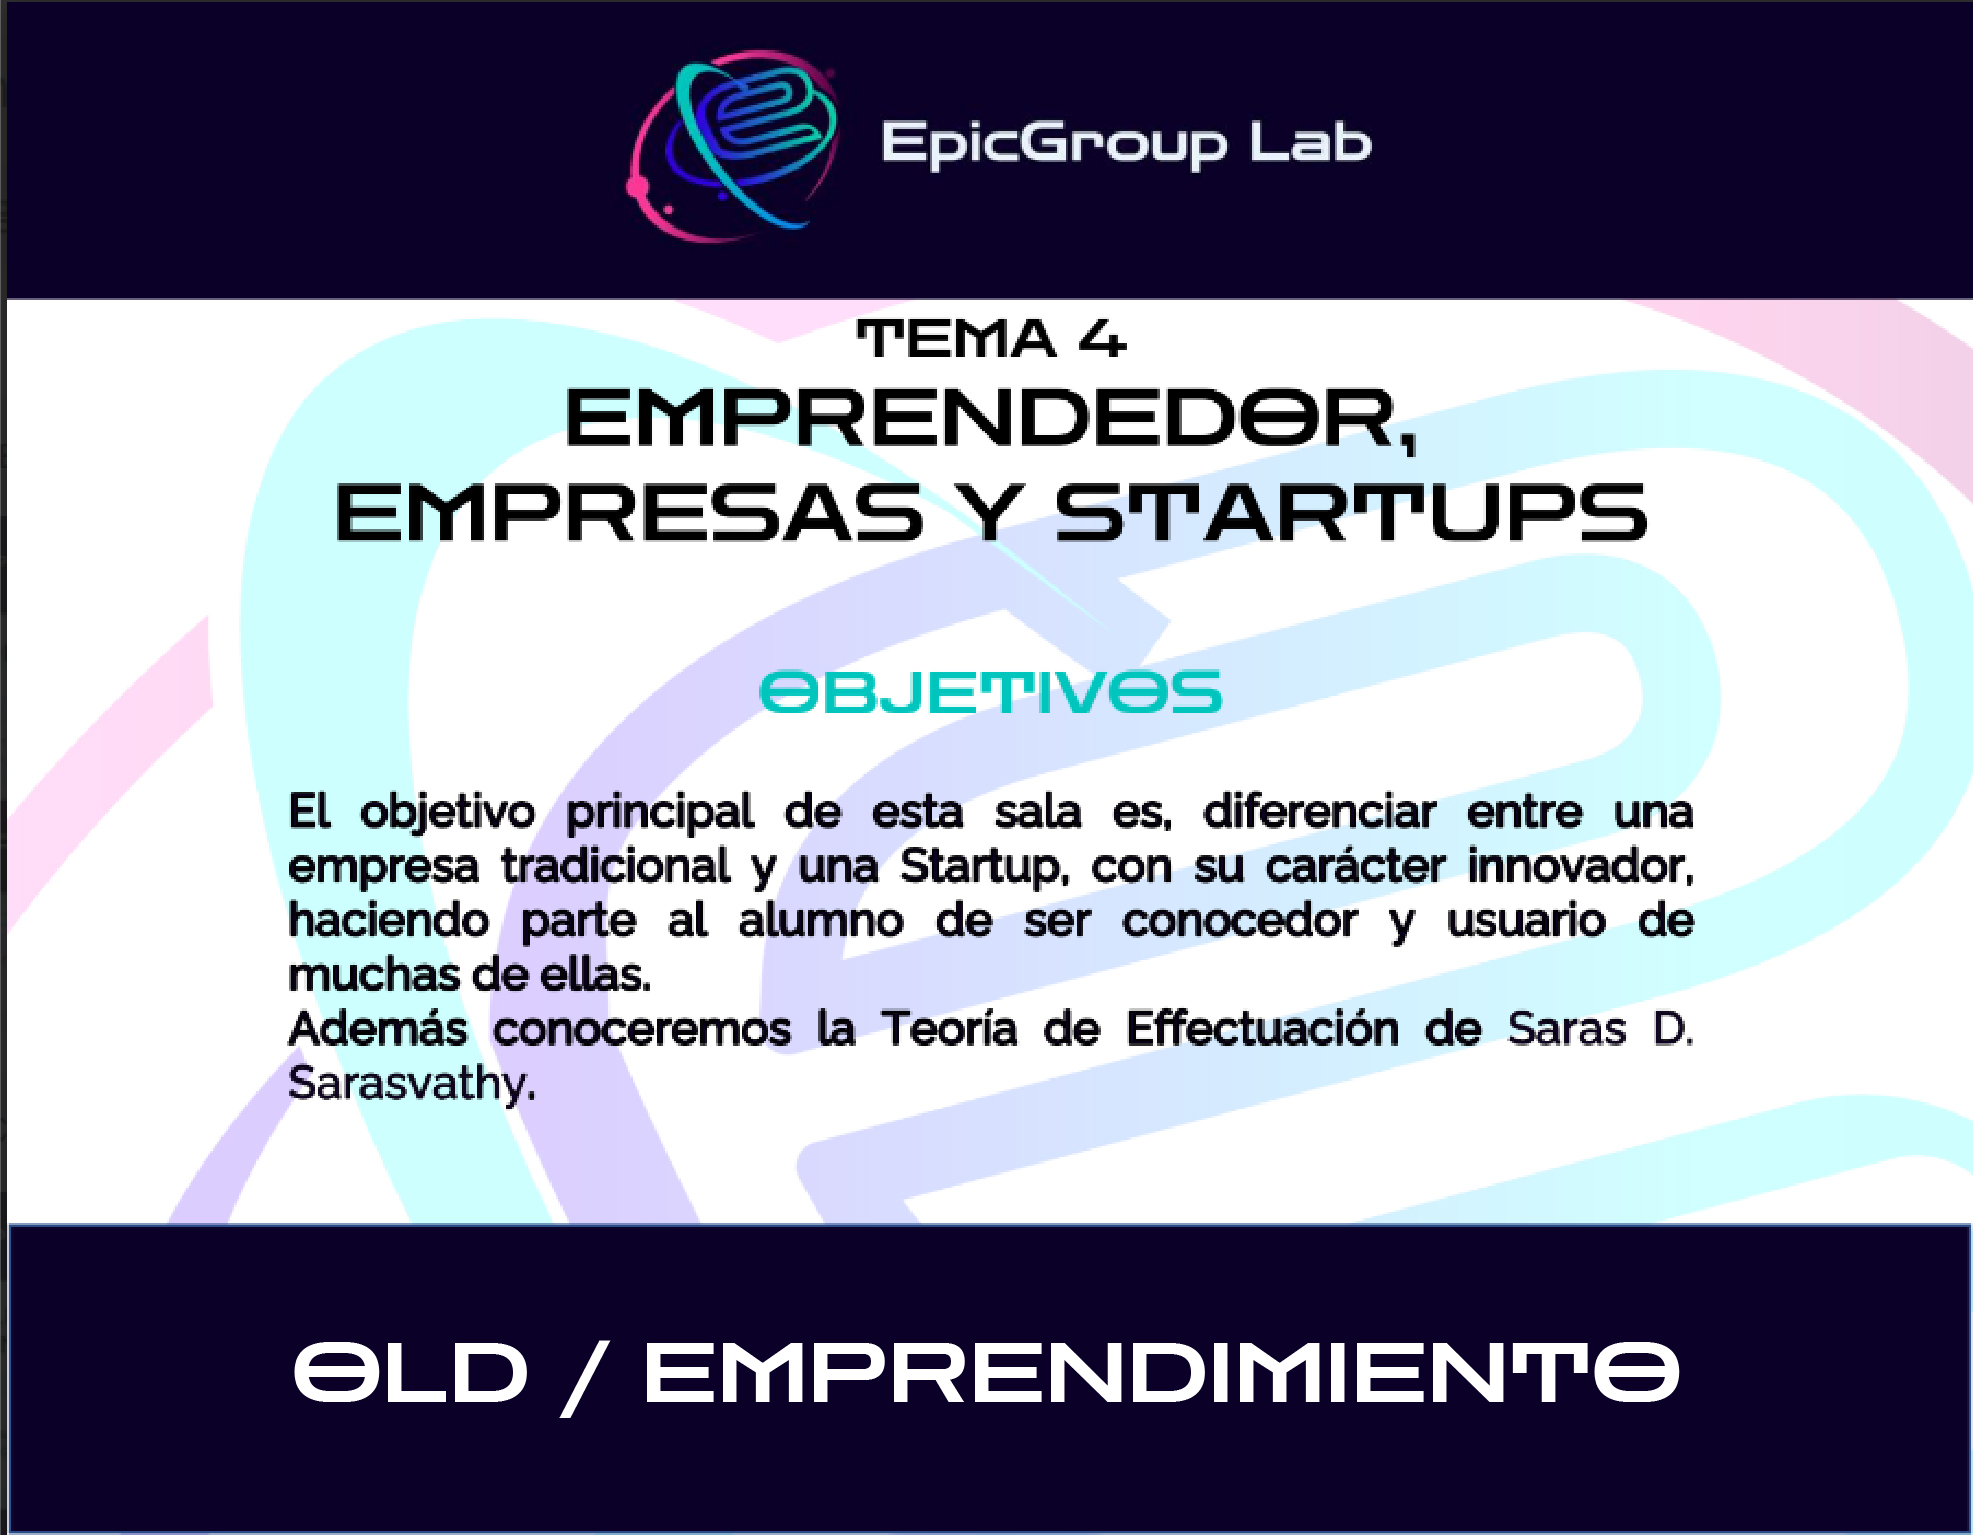 EpicGroup Lab
TEMA 4
EMPRENDEDOR,
EMPRESAS Y STARTUPS
OBJETIVOS
El objetivo principal de esta sala es, diferenciar entre una
empresa tradicional y una Startup, con su carácter innovador,
haciendo parte al alumno de ser conocedor y usuario de
muchas de ellas.
Además conoceremos la Teoría de Effectuación de Saras D.
Sarasvathy.
OLD / EMPRENDIMIENTO